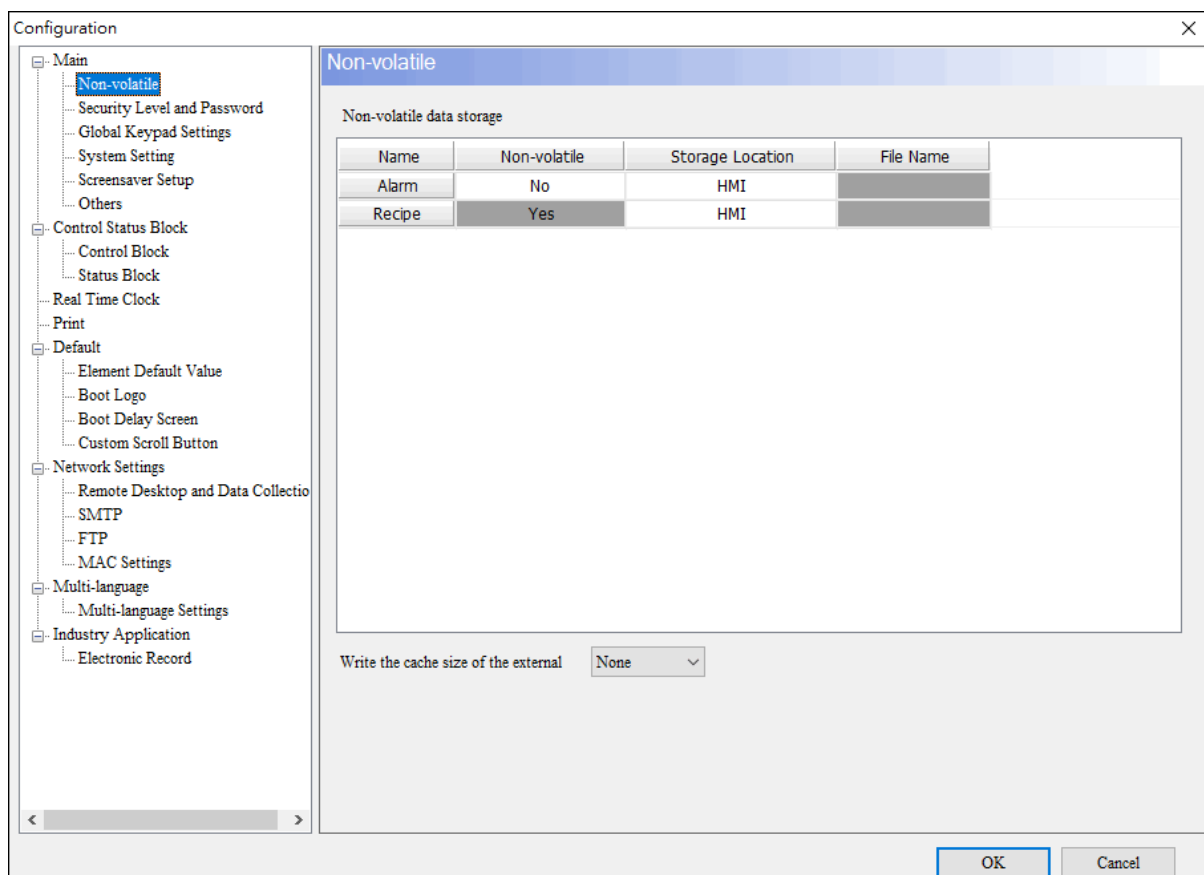 Configuration
Main
Non-volatile
Security Level and Password
Global Keypad Settings
System Setting
Screensaver Setup
Others
Control Status Block
Control Block
Status Block
Real Time Clock
Print
Default
Element Default Value
Boot Logo
Boot Delay Screen
Custom Scroll Button
Network Settings
Remote Desktop and Data Collectio
SMTP
FTP
MAC Settings
Multi-language
Multi-language Settings
Industry Application
Electronic Record
Non-volatile
Non-volatile data storage
Name Non-volatile Storage Location File Name
Alarm No HMI
Recipe Yes HMI
Write the cache size of the external None
OK Cancel